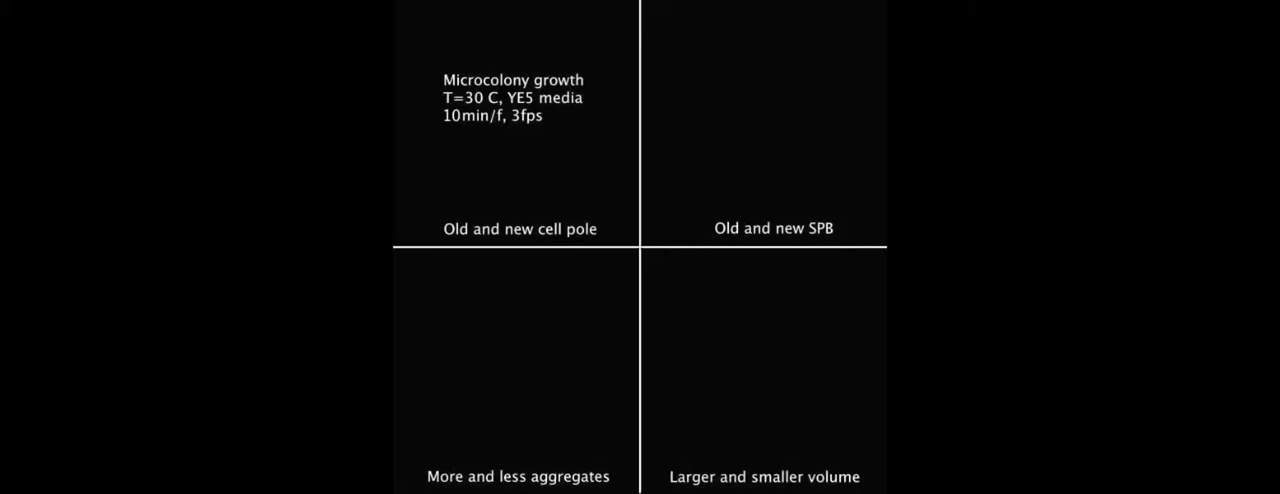 Microcolony growth
T=30 C, YE5 media
10min/f, 3fps
Old and new cell pole
Old and new SPB
More and less aggregates
Larger and smaller volume